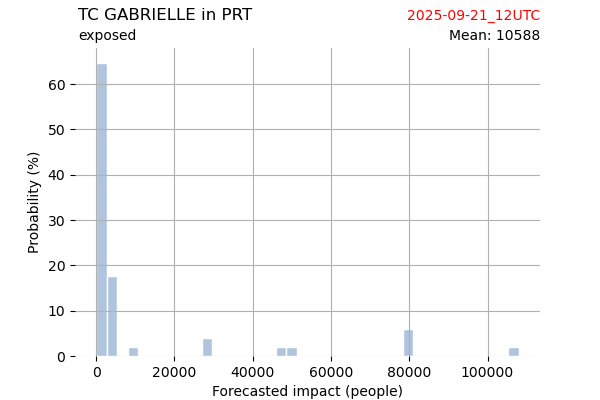 TC GABRIELLE in PRT
2025-09-21_12UTC
exposed
Mean: 10588
Probability (%)
60
50
40
30
20
10
0
0 20000 40000 60000 80000 100000
Forecasted impact (people)